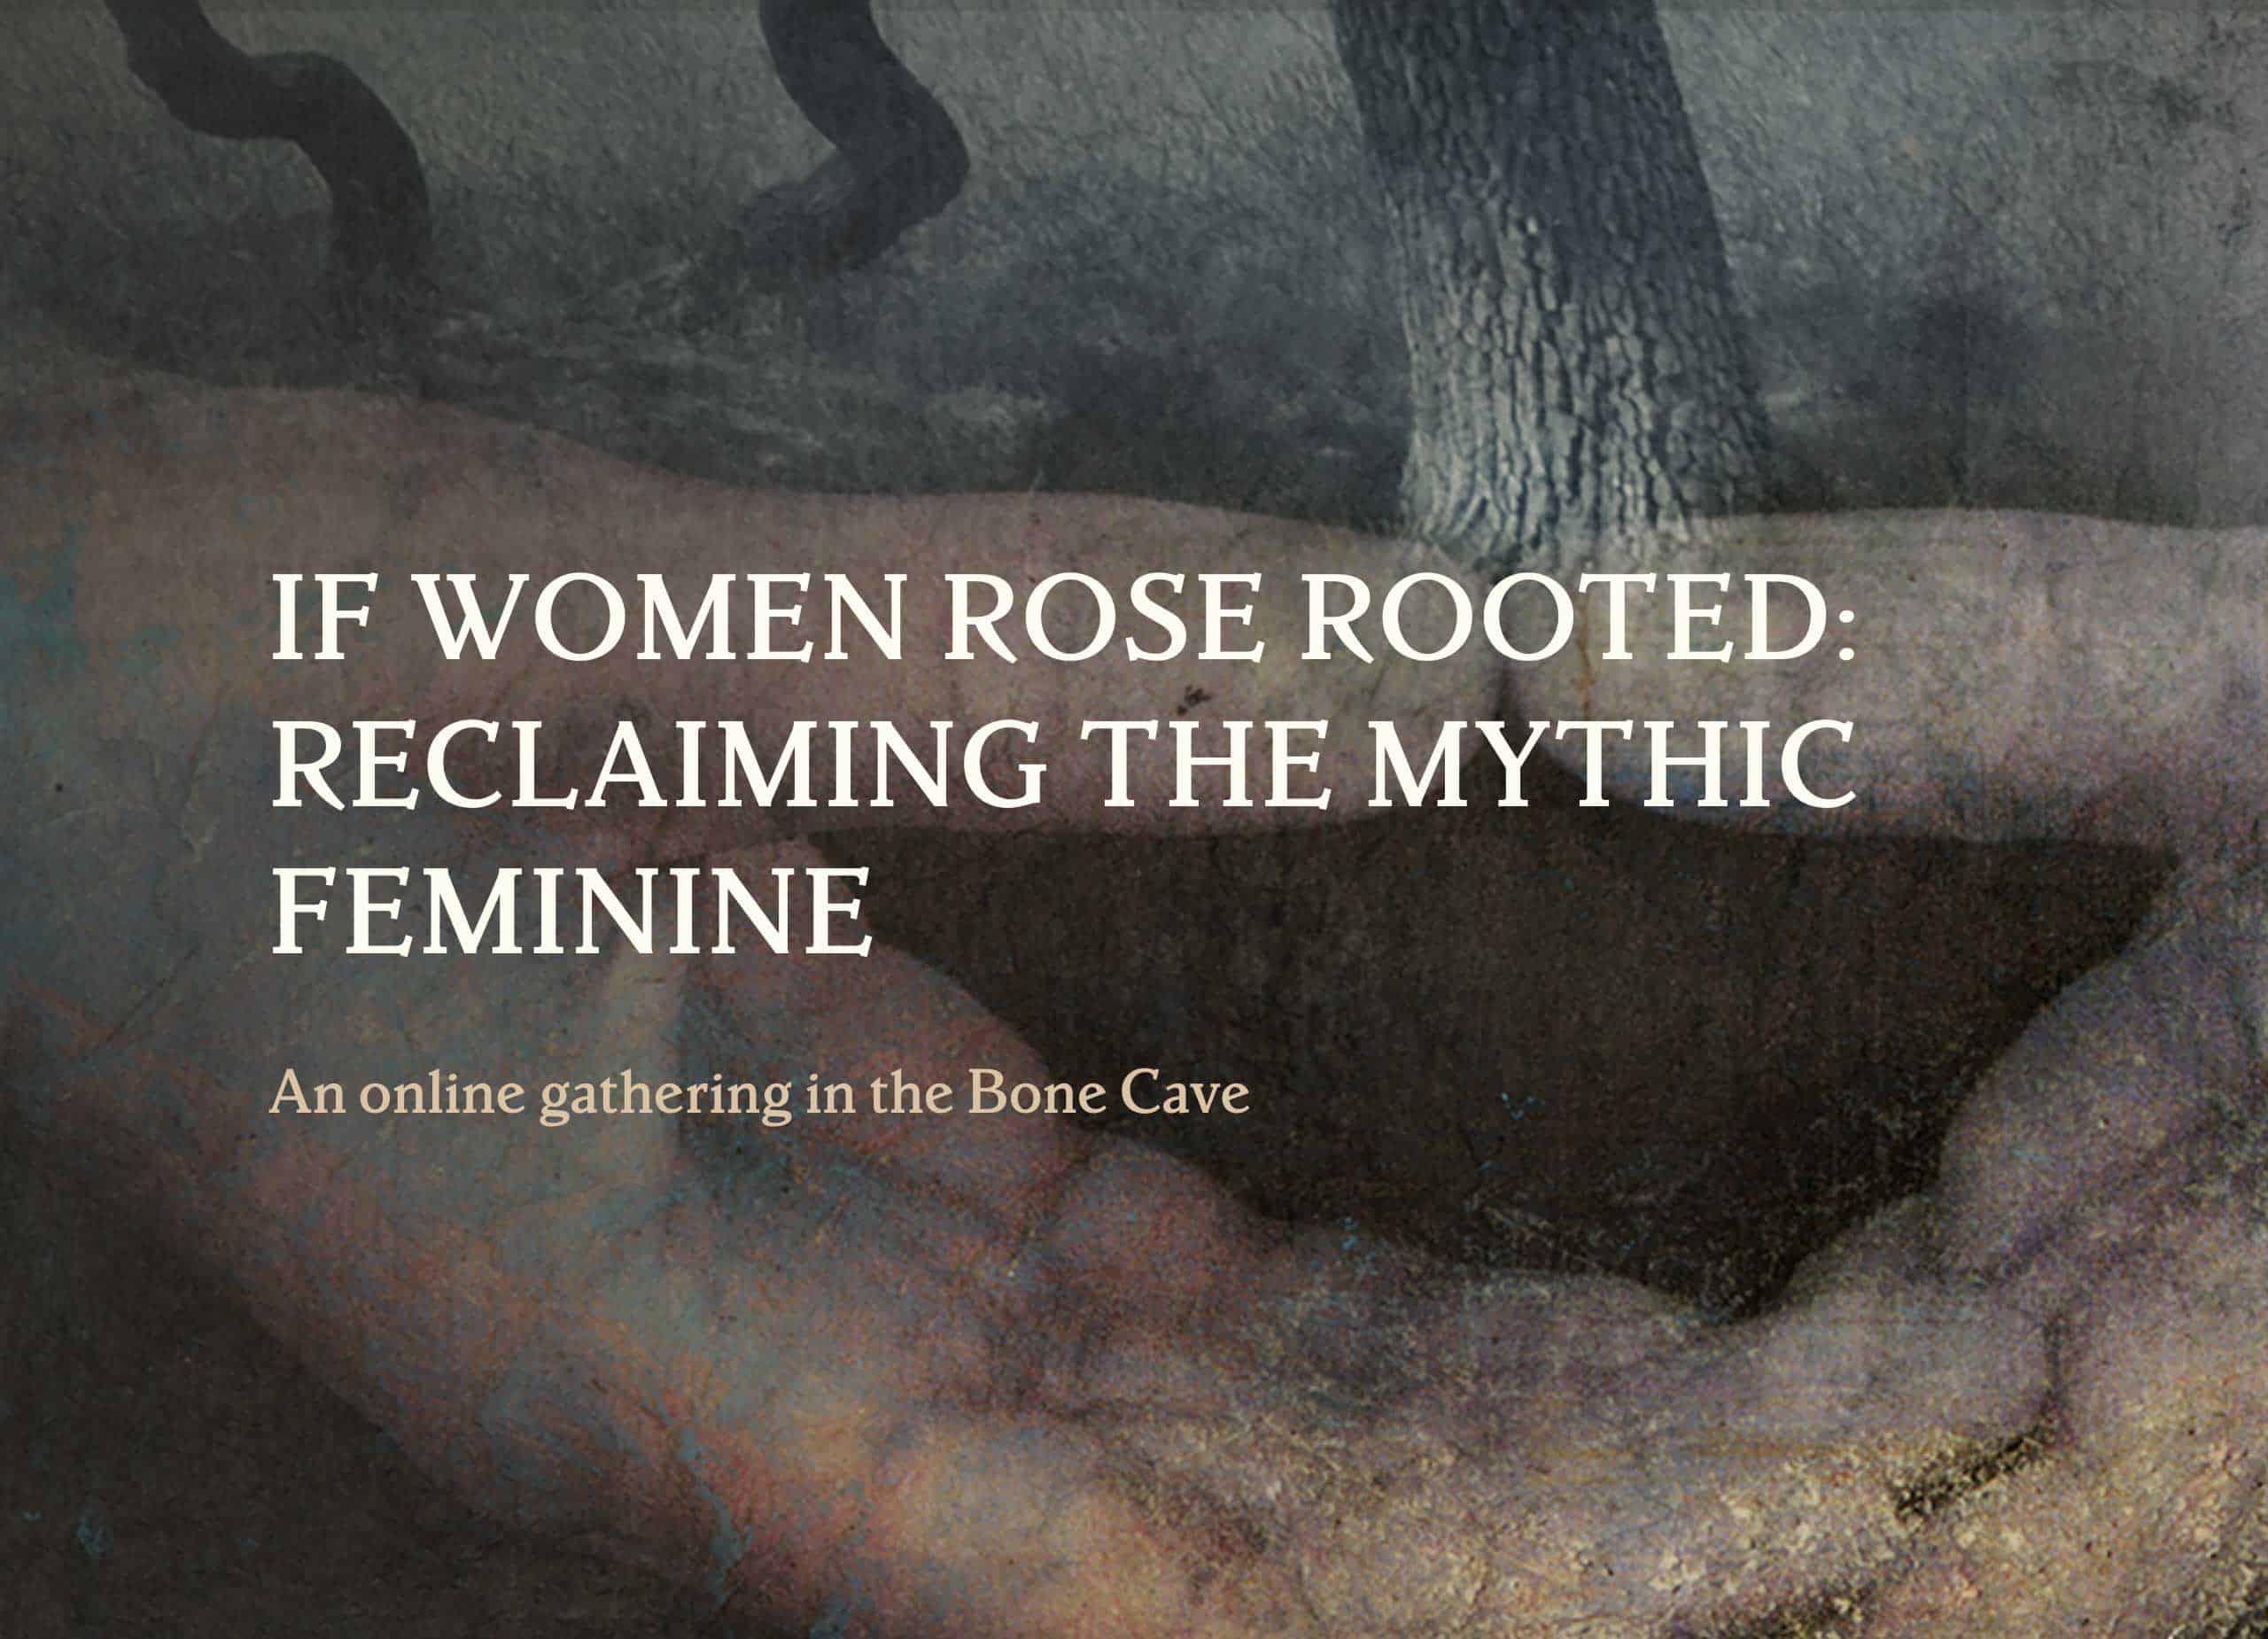 IF WOMEN ROSE ROOTED:
RECLAIMING THE MYTHIC
FEMININE
An online gathering in the Bone Cave